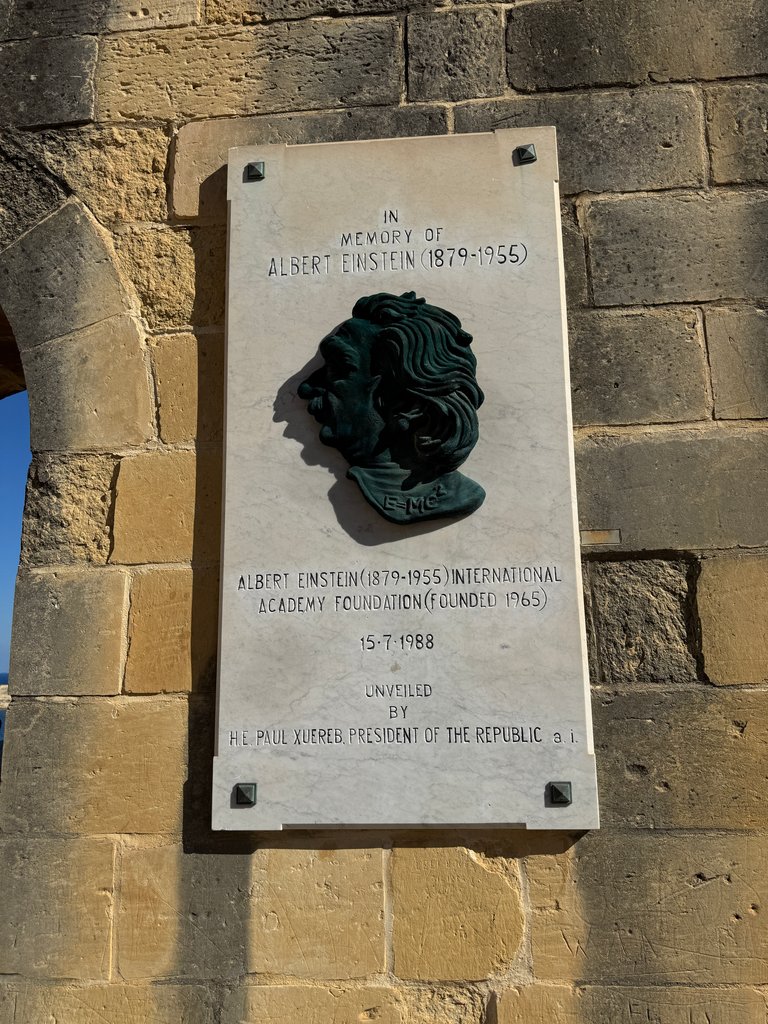 IN
MEMORY OF
ALBERT EINSTEIN (1879-1955)
E=MC²
ALBERT EINSTEIN (1879-1955) INTERNATIONAL
ACADEMY FOUNDATION (FOUNDED 1965)
15·7·1988
UNVEILED
BY
H.E. PAUL XUEREB, PRESIDENT OF THE REPUBLIC a.i.